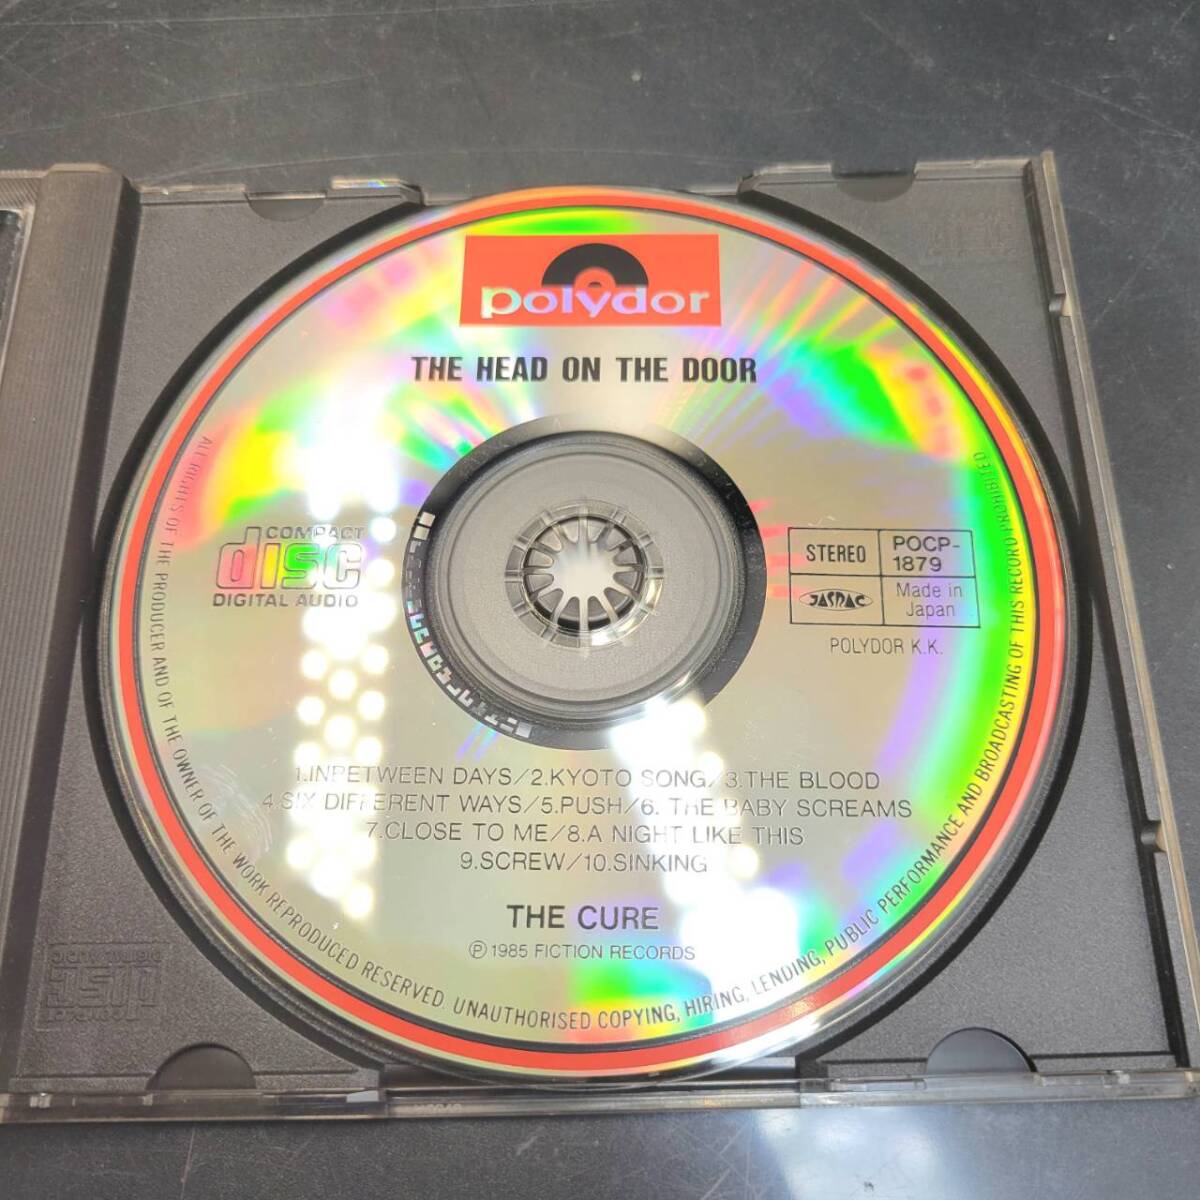 polydor
THE HEAD ON THE DOOR
COMPACT
disc
DIGITAL AUDIO
STEREO
POCP-
1879
JASRAC
Made in
Japan
POLYDOR K.K.
1.INBETWEEN DAYS/2.KYOTO SONG/3.THE BLOOD
4.SIX DIFFERENT WAYS/5.PUSH/6. THE BABY SCREAMS
7.CLOSE TO ME/8.A NIGHT LIKE THIS
9.SCREW/10.SINKING
THE CURE
Ⓟ 1985 FICTION RECORDS
ALL RIGHTS OF THE PRODUCER AND OF THE OWNER OF THE WORK REPRODUCED RESERVED. UNAUTHORISED COPYING, HIRING, LENDING, PUBLIC PERFORMANCE AND BROADCASTING OF THIS RECORD PROHIBITED